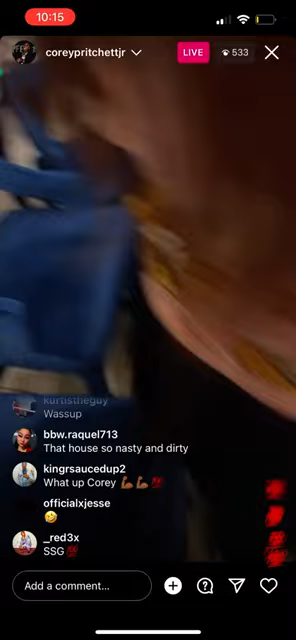 10:15
coreypritchettjr
LIVE
533
kurtistheguy
Wassup
bbw.raquel713
That house so nasty and dirty
kingrsaucedup2
What up Corey 💪🏾💪🏾💯
officialxjesse
🤣
_red3x
SSG 💯
Add a comment...